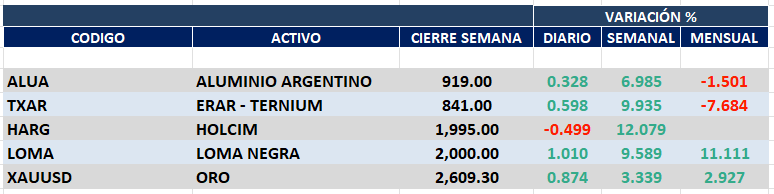 VARIACIÓN %
CODIGO ACTIVO CIERRE SEMANA DIARIO SEMANAL MENSUAL
ALUA ALUMINIO ARGENTINO 919.00 0.328 6.985 -1.501
TXAR ERAR - TERNIUM 841.00 0.598 9.935 -7.684
HARG HOLCIM 1,995.00 -0.499 12.079
LOMA LOMA NEGRA 2,000.00 1.010 9.589 11.111
XAUUSD ORO 2,609.30 0.874 3.339 2.927